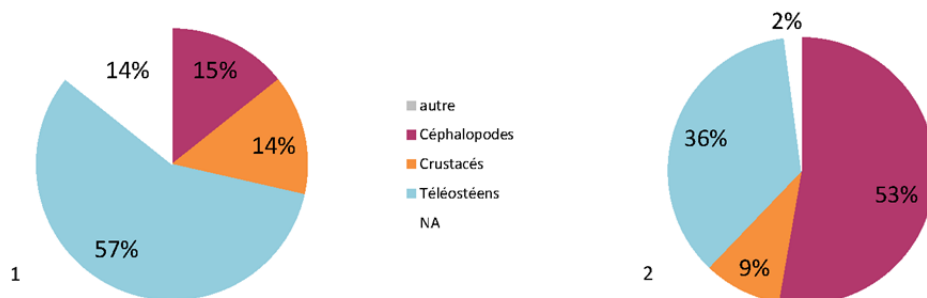 14%
15%
14%
57%
1
autre
Céphalopodes
Crustacés
Téléostéens
NA
2%
36%
53%
9%
2